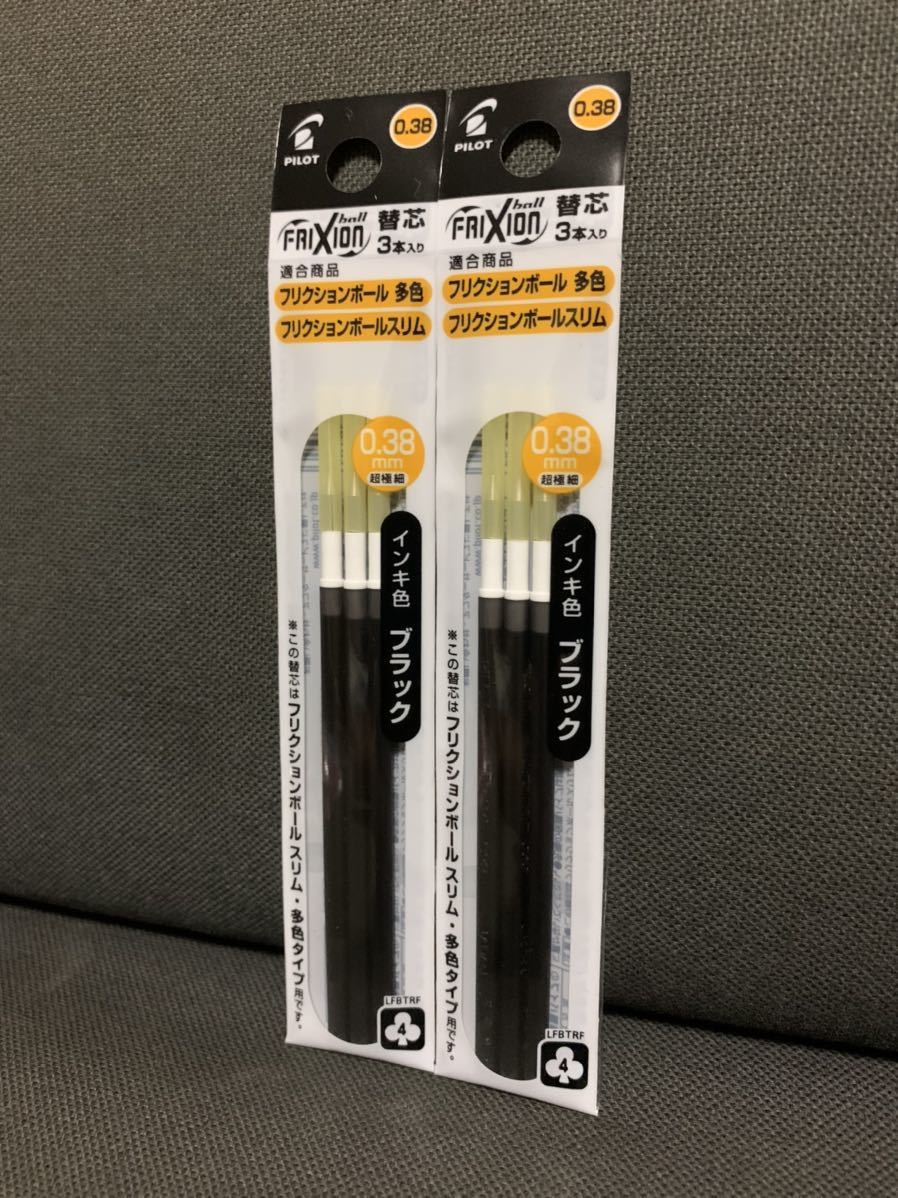 PILOT
0.38
FRIXION ball
替芯
3本入り
適合商品
フリクションボール 多色
フリクションボールスリム
0.38
mm
超極細
インキ色 ブラック
※この替芯はフリクションボール スリム・多色タイプ用です。
LFBTRF
4
PILOT
0.38
FRIXION ball
替芯
3本入り
適合商品
フリクションボール 多色
フリクションボールスリム
0.38
mm
超極細
インキ色 ブラック
※この替芯はフリクションボール スリム・多色タイプ用です。
LFBTRF
4